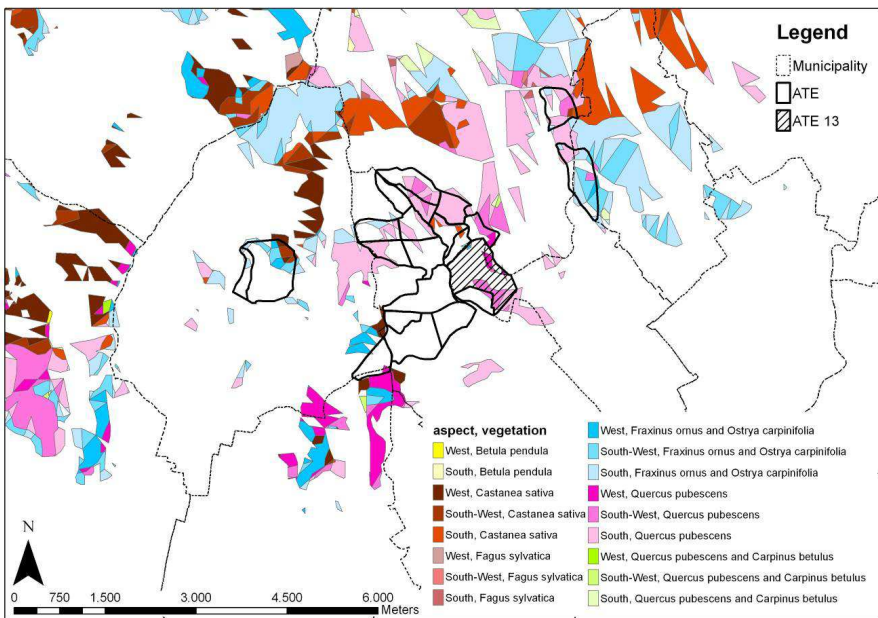 Legend
Municipality
ATE
ATE 13
aspect, vegetation
West, Betula pendula
South, Betula pendula
West, Castanea sativa
South-West, Castanea sativa
South, Castanea sativa
West, Fagus sylvatica
South-West, Fagus sylvatica
South, Fagus sylvatica
West, Fraxinus ornus and Ostrya carpinifolia
South-West, Fraxinus ornus and Ostrya carpinifolia
South, Fraxinus ornus and Ostrya carpinifolia
West, Quercus pubescens
South-West, Quercus pubescens
South, Quercus pubescens
West, Quercus pubescens and Carpinus betulus
South-West, Quercus pubescens and Carpinus betulus
South, Quercus pubescens and Carpinus betulus
N
0 750 1.500 3.000 4.500 6.000
Meters